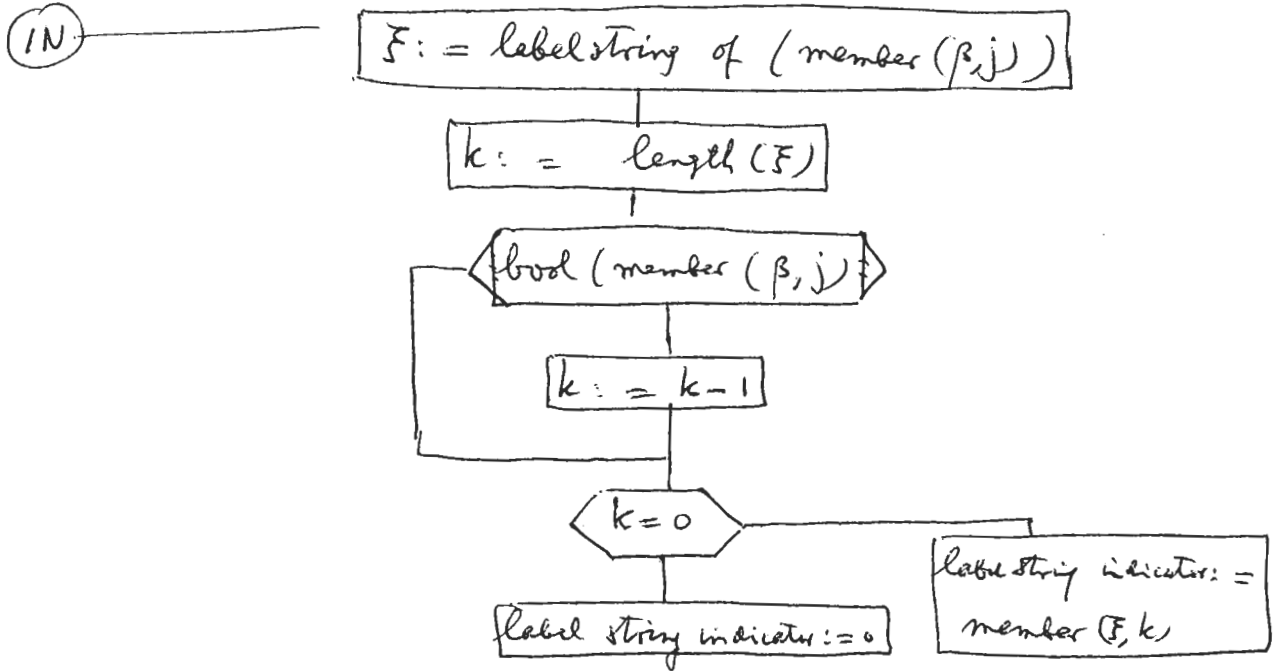 IN
ξ := labelstring of (member(β,j))
k := length(ξ)
bool(member(β,j)
k := k-1
k=0
label string indicator :=
member(ξ,k)
label string indicator :=0